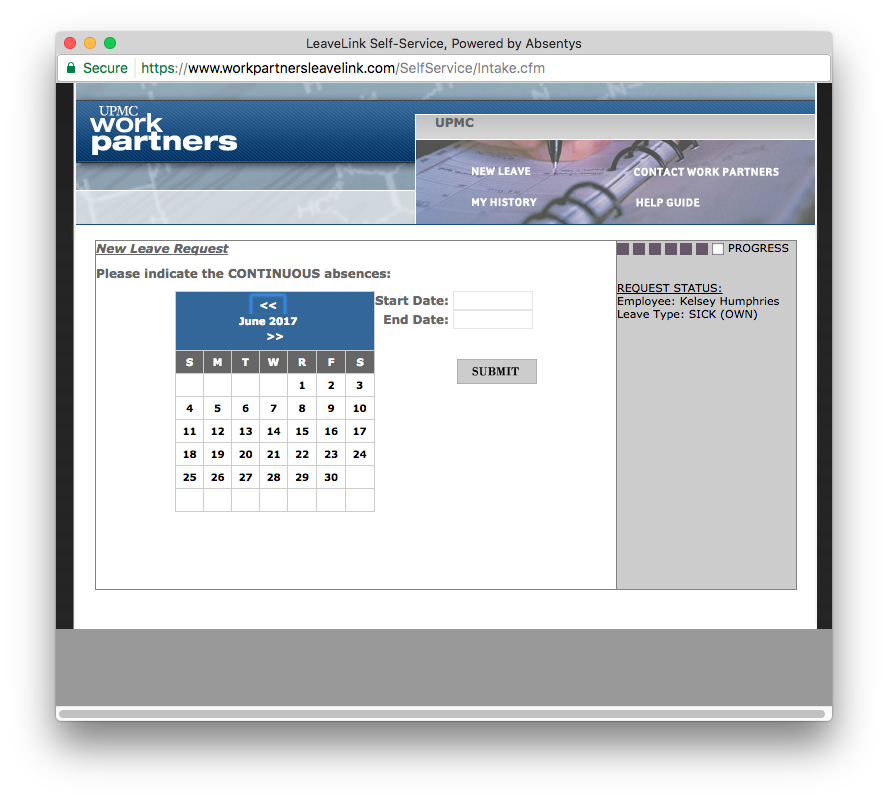 LeaveLink Self-Service, Powered by Absentys
Secure https://www.workpartnersleavelink.com/SelfService/Intake.cfm
UPMC
work
partners
UPMC
NEW LEAVE CONTACT WORK PARTNERS
MY HISTORY HELP GUIDE
New Leave Request
Please indicate the CONTINUOUS absences:
<<
June 2017
>>
S M T W R F S
1 2 3
4 5 6 7 8 9 10
11 12 13 14 15 16 17
18 19 20 21 22 23 24
25 26 27 28 29 30
Start Date:
End Date:
SUBMIT
PROGRESS
REQUEST STATUS:
Employee: Kelsey Humphries
Leave Type: SICK (OWN)